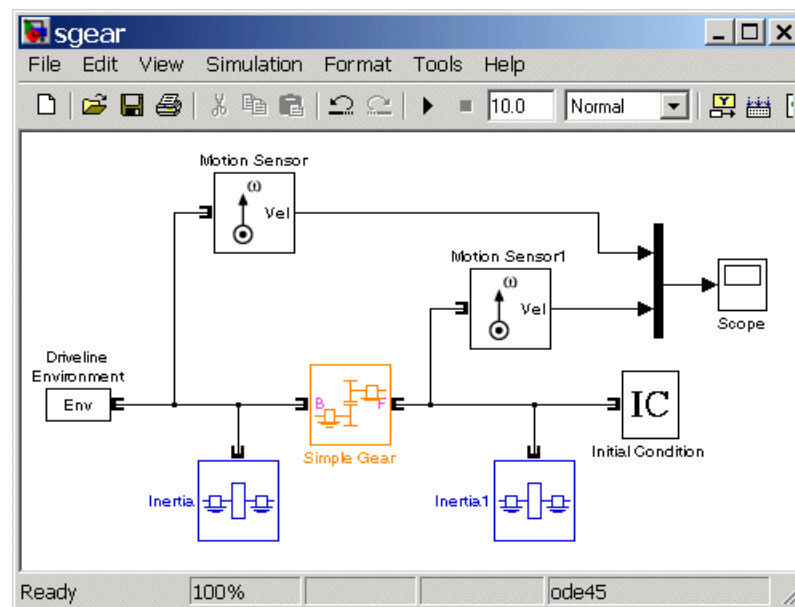 sgear
File Edit View Simulation Format Tools Help
10.0 Normal
Motion Sensor
ω
Vel
Motion Sensor1
ω
Vel
Scope
Driveline
Environment
Env
B
F
IC
Simple Gear
Initial Condition
Inertia
Inertia1
Ready 100% ode45